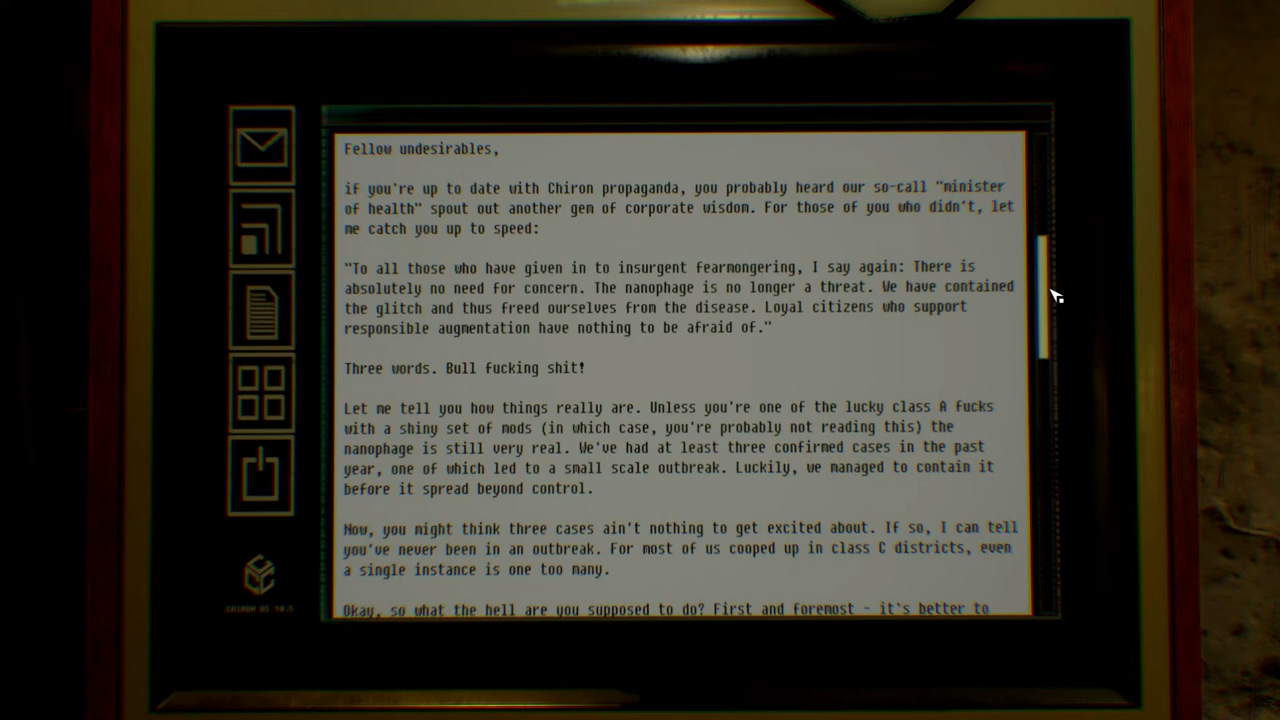 Fellow undesirables,
if you're up to date with Chiron propaganda, you probably heard our so-call "minister
of health" spout out another gem of corporate wisdom. For those of you who didn't, let
me catch you up to speed:
"To all those who have given in to insurgent fearmongering, I say again: There is
absolutely no need for concern. The nanophage is no longer a threat. We have contained
the glitch and thus freed ourselves from the disease. Loyal citizens who support
responsible augmentation have nothing to be afraid of."
Three words. Bull fucking shit!
Let me tell you how things really are. Unless you're one of the lucky class A fucks
with a shiny set of mods (in which case, you're probably not reading this) the
nanophage is still very real. We've had at least three confirmed cases in the past
year, one of which led to a small scale outbreak. Luckily, we managed to contain it
before it spread beyond control.
Now, you might think three cases ain't nothing to get excited about. If so, I can tell
you've never been in an outbreak. For most of us cooped up in class C districts, even
a single instance is one too many.
Okay, so what the hell are you supposed to do? First and foremost - it's better to
CHIRON OS